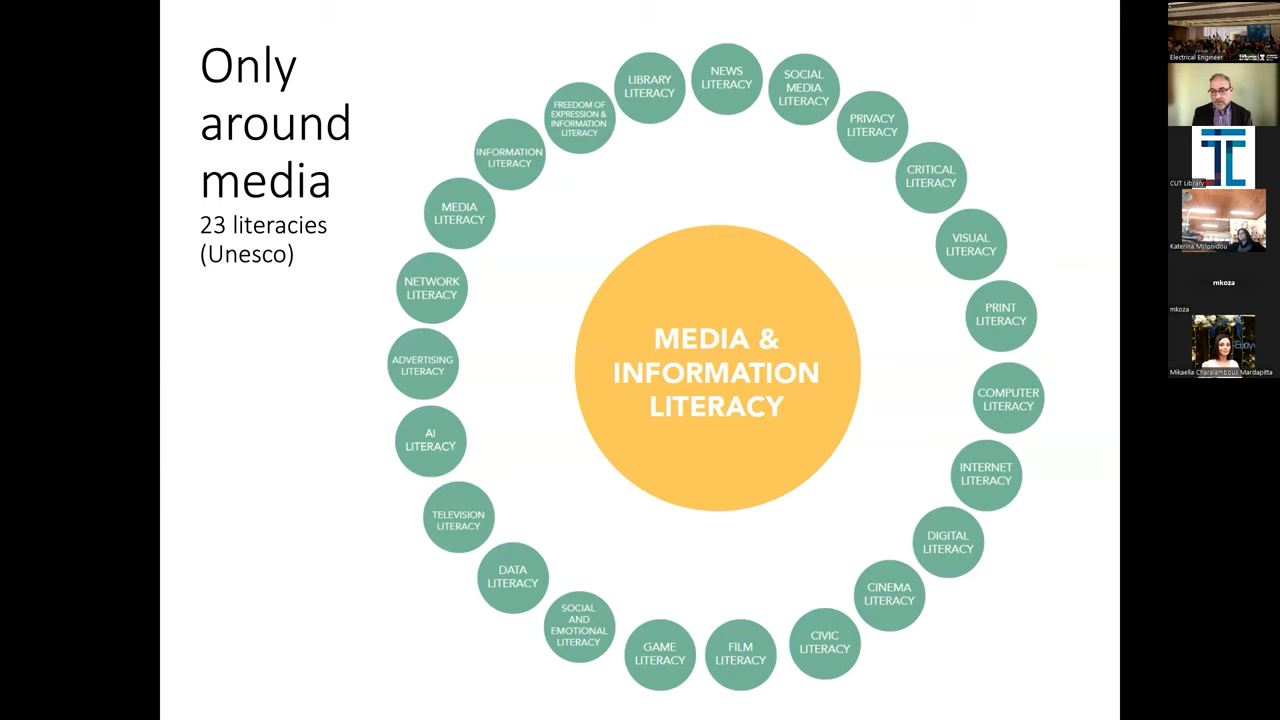 Only
around
media
23 literacies
(Unesco)
MEDIA &
INFORMATION
LITERACY
NEWS
LITERACY
SOCIAL
MEDIA
LITERACY
PRIVACY
LITERACY
CRITICAL
LITERACY
VISUAL
LITERACY
PRINT
LITERACY
COMPUTER
LITERACY
INTERNET
LITERACY
DIGITAL
LITERACY
CINEMA
LITERACY
CIVIC
LITERACY
FILM
LITERACY
GAME
LITERACY
SOCIAL
AND
EMOTIONAL
LITERACY
DATA
LITERACY
TELEVISION
LITERACY
AI
LITERACY
ADVERTISING
LITERACY
NETWORK
LITERACY
MEDIA
LITERACY
INFORMATION
LITERACY
FREEDOM OF
EXPRESSION &
INFORMATION
LITERACY
LIBRARY
LITERACY
Electrical Engineer
CUT Library
Katerina Mylonidou
mkoza
mkoza
Mikaella Charalambous Mardapitta